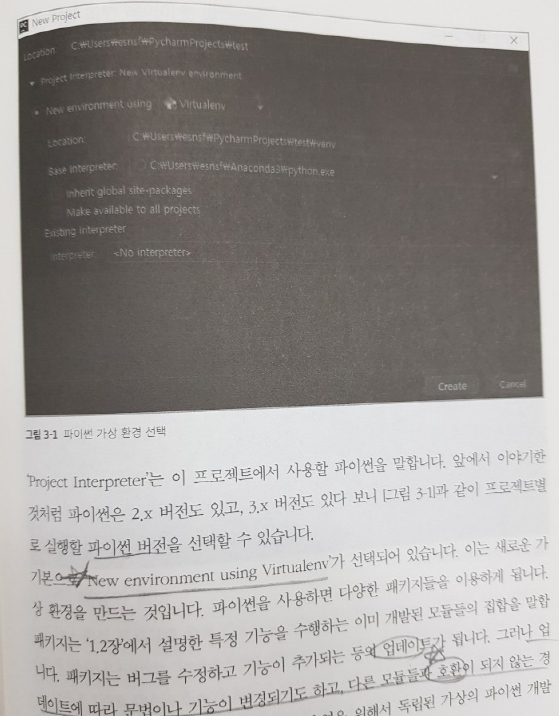 New Project
Location: C:₩Users₩esnsf₩PycharmProjects₩test
Project Interpreter: New Virtualenv environment
New environment using Virtualenv
Location: C:₩Users₩esnsf₩PycharmProjects₩test₩venv
Base interpreter: C:₩Users₩esnsf₩Anaconda3₩python.exe
Inherit global site-packages
Make available to all projects
Existing interpreter
Interpreter: <No interpreter>
Create Cancel
그림 3-1 파이썬 가상 환경 선택
'Project Interpreter'는 이 프로젝트에서 사용할 파이썬을 말합니다. 앞에서 이야기한
것처럼 파이썬은 2.x 버전도 있고, 3.x 버전도 있다 보니 [그림 3-1]과 같이 프로젝트별
로 실행할 파이썬 버전을 선택할 수 있습니다.
'New environment using Virtualenv'가 선택되어 있습니다. 이는 새로운 가
상 환경을 만드는 것입니다. 파이썬을 사용하면 다양한 패키지들을 이용하게 됩니다.
패키지는 '1.2장'에서 설명한 특정 기능을 수행하는 이미 개발된 모듈들의 집합을 말합
니다. 패키지는 버그를 수정하고 기능이 추가되는 등의 업데이트가 됩니다. 그러나 업
데이트에 따라 문법이나 기능이 변경되기도 하고, 다른 모듈들과 호환이 되지 않는 경
위해서 독립된 가상의 파이썬 개발